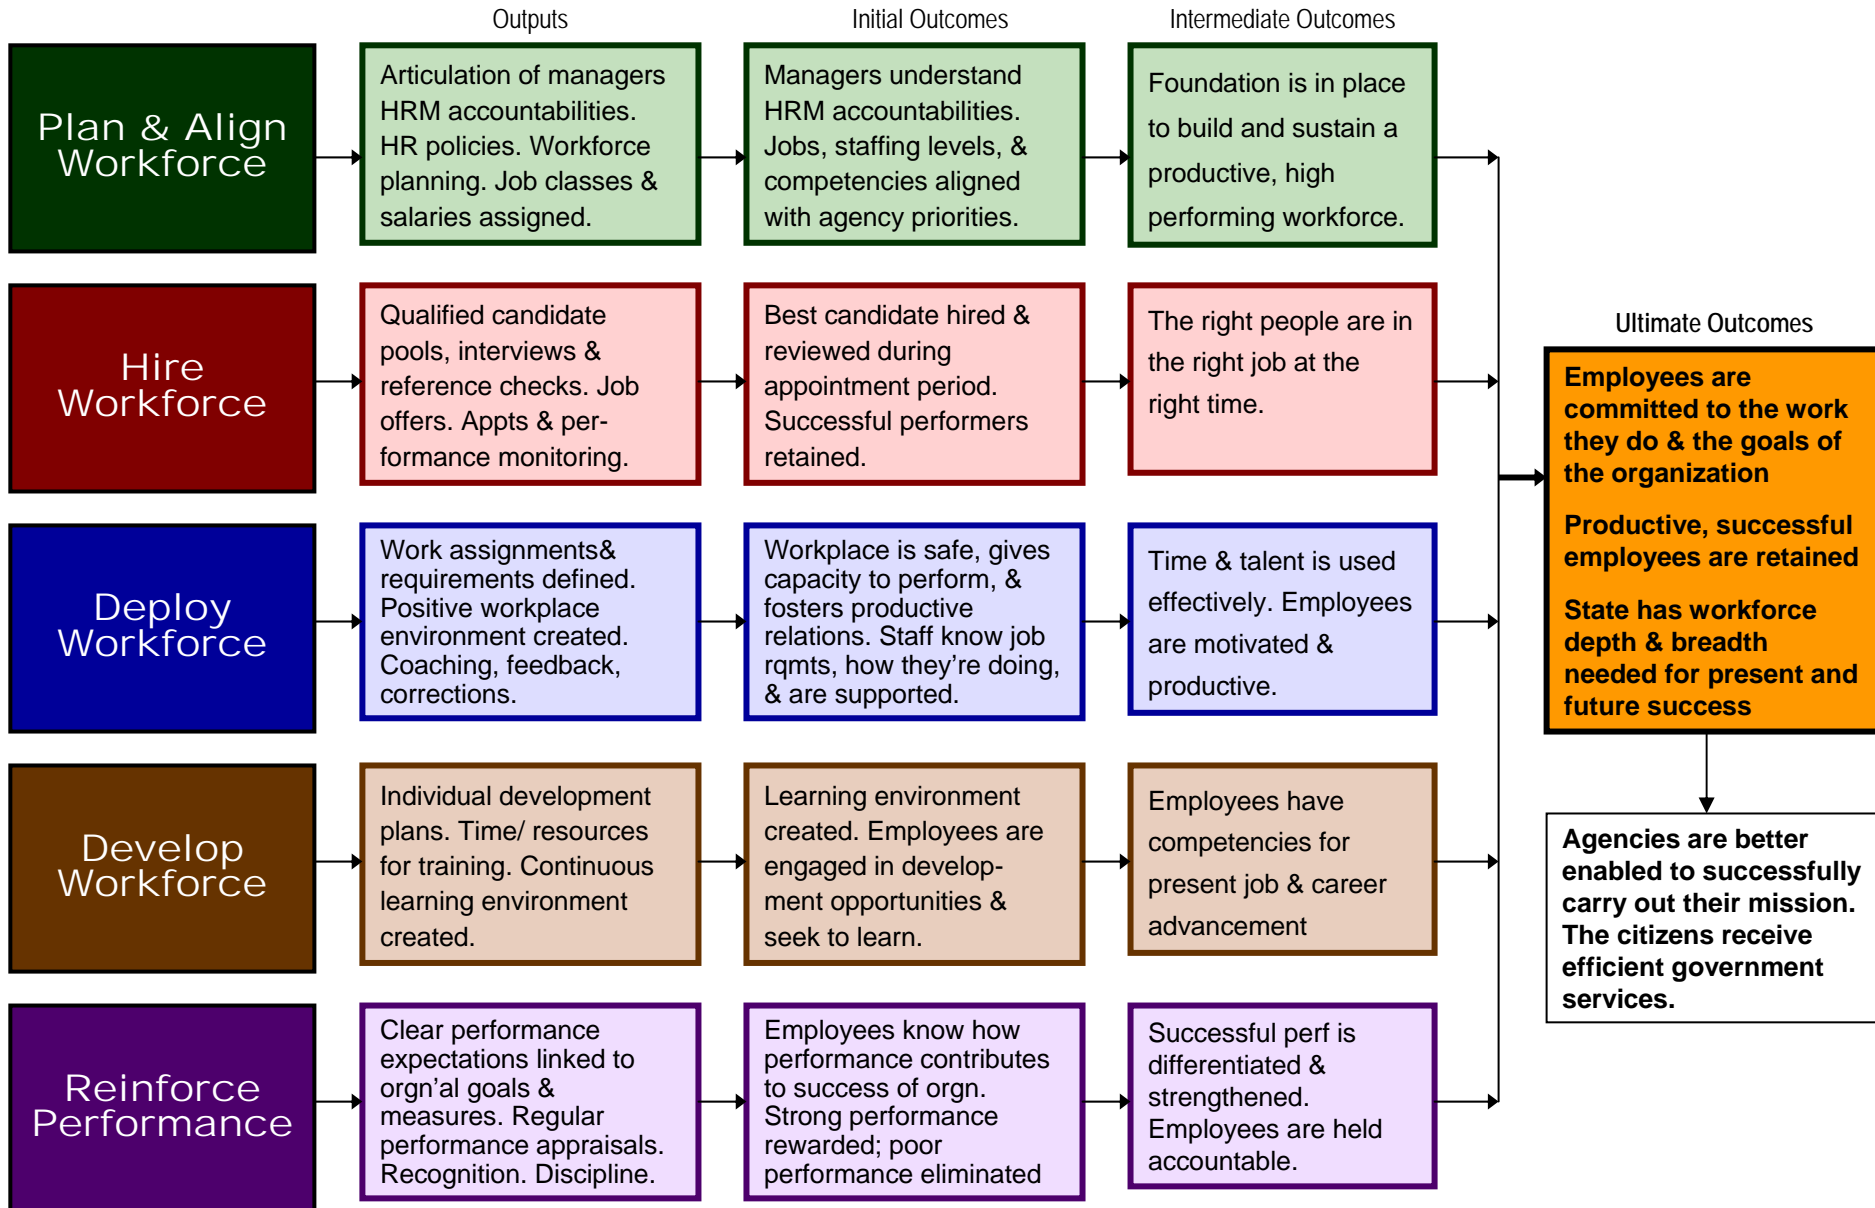 Outputs
Initial Outcomes
Intermediate Outcomes
Plan & Align
Workforce
Articulation of managers
HRM accountabilities.
HR policies. Workforce
planning. Job classes &
salaries assigned.
Managers understand
HRM accountabilities.
Jobs, staffing levels, &
competencies aligned
with agency priorities.
Foundation is in place
to build and sustain a
productive, high
performing workforce.
Hire
Workforce
Qualified candidate
pools, interviews &
reference checks. Job
offers. Appts & per-
formance monitoring.
Best candidate hired &
reviewed during
appointment period.
Successful performers
retained.
The right people are in
the right job at the
right time.
Deploy
Workforce
Work assignments&
requirements defined.
Positive workplace
environment created.
Coaching, feedback,
corrections.
Workplace is safe, gives
capacity to perform, &
fosters productive
relations. Staff know job
rqmts, how they’re doing,
& are supported.
Time & talent is used
effectively. Employees
are motivated &
productive.
Develop
Workforce
Individual development
plans. Time/ resources
for training. Continuous
learning environment
created.
Learning environment
created. Employees are
engaged in develop-
ment opportunities &
seek to learn.
Employees have
competencies for
present job & career
advancement
Reinforce
Performance
Clear performance
expectations linked to
orgn’al goals &
measures. Regular
performance appraisals.
Recognition. Discipline.
Employees know how
performance contributes
to success of orgn.
Strong performance
rewarded; poor
performance eliminated
Successful perf is
differentiated &
strengthened.
Employees are held
accountable.
Ultimate Outcomes
Employees are
committed to the work
they do & the goals of
the organization
Productive, successful
employees are retained
State has workforce
depth & breadth
needed for present and
future success
Agencies are better
enabled to successfully
carry out their mission.
The citizens receive
efficient government
services.